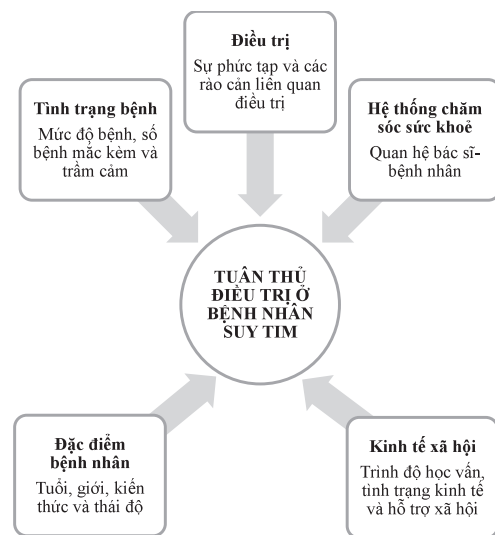 Điều trị
Sự phức tạp và các
rào cản liên quan
điều trị
Tình trạng bệnh
Mức độ bệnh, số
bệnh mắc kèm và
trầm cảm
Hệ thống chăm
sóc sức khoẻ
Quan hệ bác sĩ-
bệnh nhân
TUÂN THỦ
ĐIỀU TRỊ Ở
BỆNH NHÂN
SUY TIM
Đặc điểm
bệnh nhân
Tuổi, giới, kiến
thức và thái độ
Kinh tế xã hội
Trình độ học vấn,
tình trạng kinh tế
và hỗ trợ xã hội